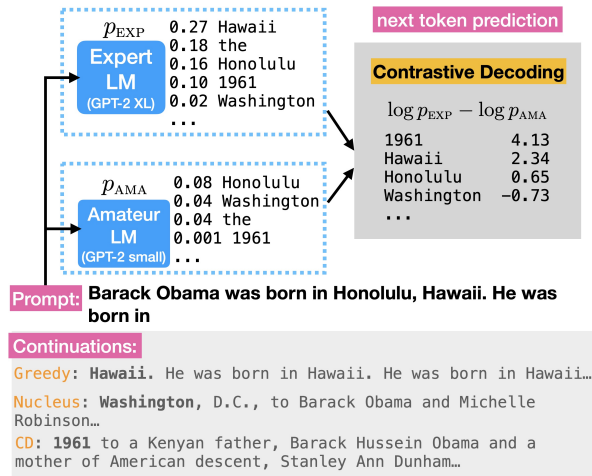 next token prediction
p_EXP
Expert
LM
(GPT-2 XL)
0.27 Hawaii
0.18 the
0.16 Honolulu
0.10 1961
0.02 Washington
...
p_AMA
Amateur
LM
(GPT-2 small)
0.08 Honolulu
0.04 Washington
0.04 the
0.001 1961
...
Contrastive Decoding
log p_EXP − log p_AMA
1961 4.13
Hawaii 2.34
Honolulu 0.65
Washington −0.73
...
Prompt: Barack Obama was born in Honolulu, Hawaii. He was
born in
Continuations:
Greedy: Hawaii. He was born in Hawaii. He was born in Hawaii…
Nucleus: Washington, D.C., to Barack Obama and Michelle
Robinson…
CD: 1961 to a Kenyan father, Barack Hussein Obama and a
mother of American descent, Stanley Ann Dunham…